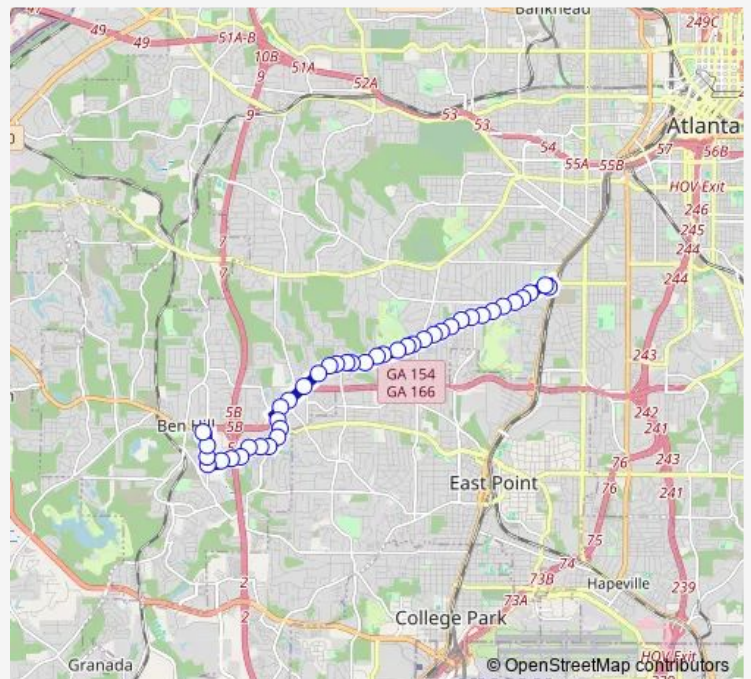 Bankhead
47
49
49
51A-B
249C
10B
51A
9
52A
9
53
53
54
Atlanta
57
55A
55B
56B
HOV Exit
246
245
244
244
7
7
243
GA 154
GA 166
242
5B
241
Ben Hill
5B
76
243
East Point
76
241
75
74
2
73B
Hapeville
239
2
73A
College Park
HOV Exit
Granada
© OpenStreetMap contributors